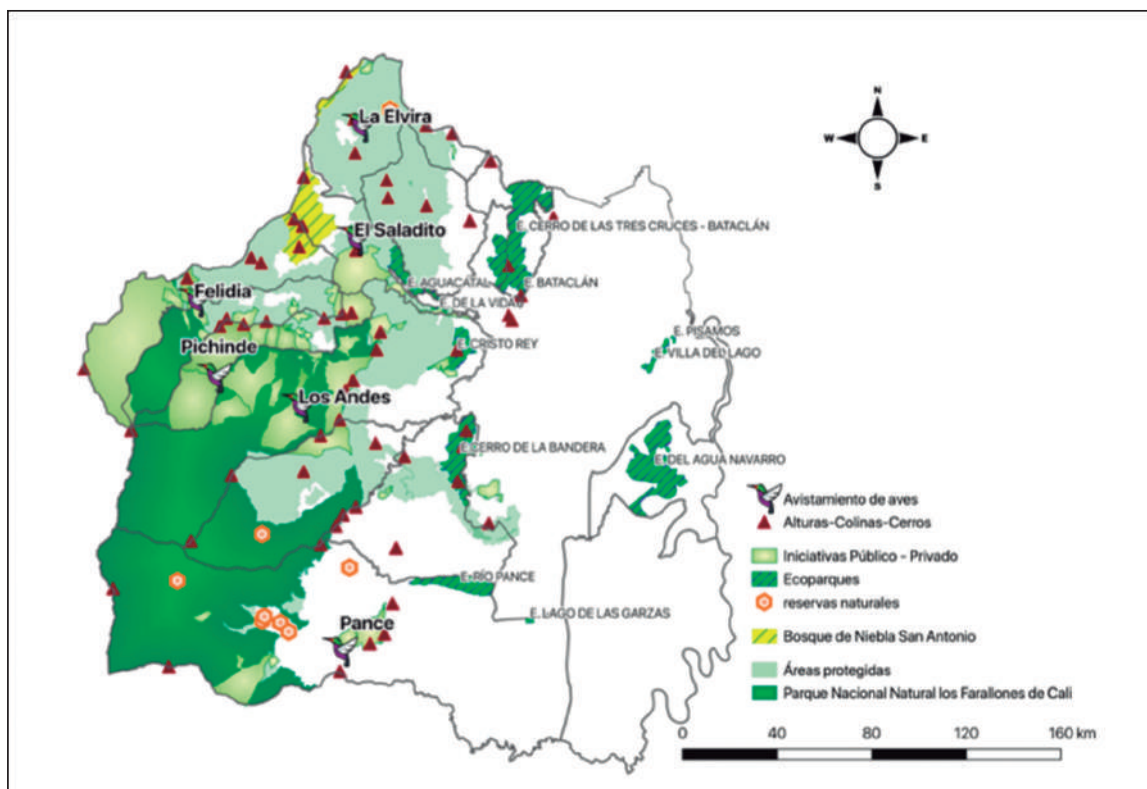 N
W
E
S
La Elvira
E. CERRO DE LAS TRES CRUCES - BATACLÁN
El Saladito
E. AGUACATAL
E. BATACLÁN
Felidia
E. DE LA VIDA
E. PISAMOS
E. CRISTO REY
E. VILLA DEL LAGO
Pichinde
Los Andes
E. CERRO DE LA BANDERA
E. DEL AGUA NAVARRO
E. RÍO PANCE
E. LAGO DE LAS GARZAS
Pance
Avistamiento de aves
Alturas-Colinas-Cerros
Iniciativas Público - Privado
Ecoparques
reservas naturales
Bosque de Niebla San Antonio
Áreas protegidas
Parque Nacional Natural los Farallones de Cali
0 40 80 120 160 km